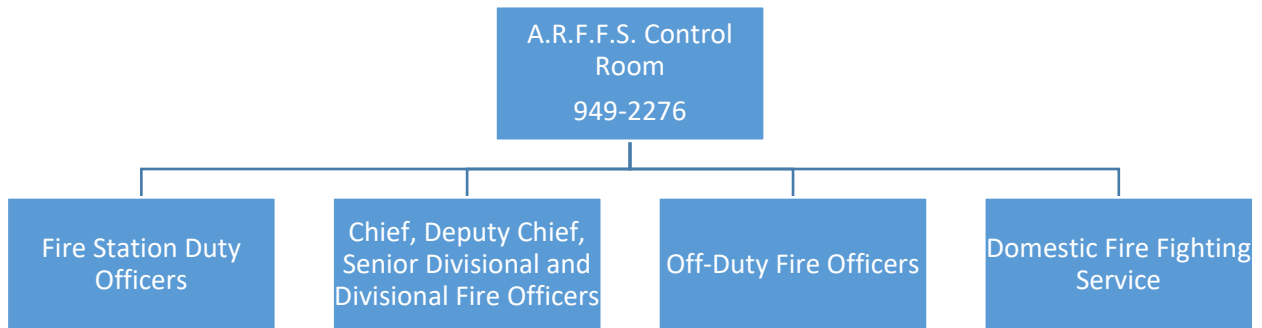 A.R.F.F.S. Control
Room
949-2276
Fire Station Duty
Officers
Chief, Deputy Chief,
Senior Divisional and
Divisional Fire Officers
Off-Duty Fire Officers
Domestic Fire Fighting
Service